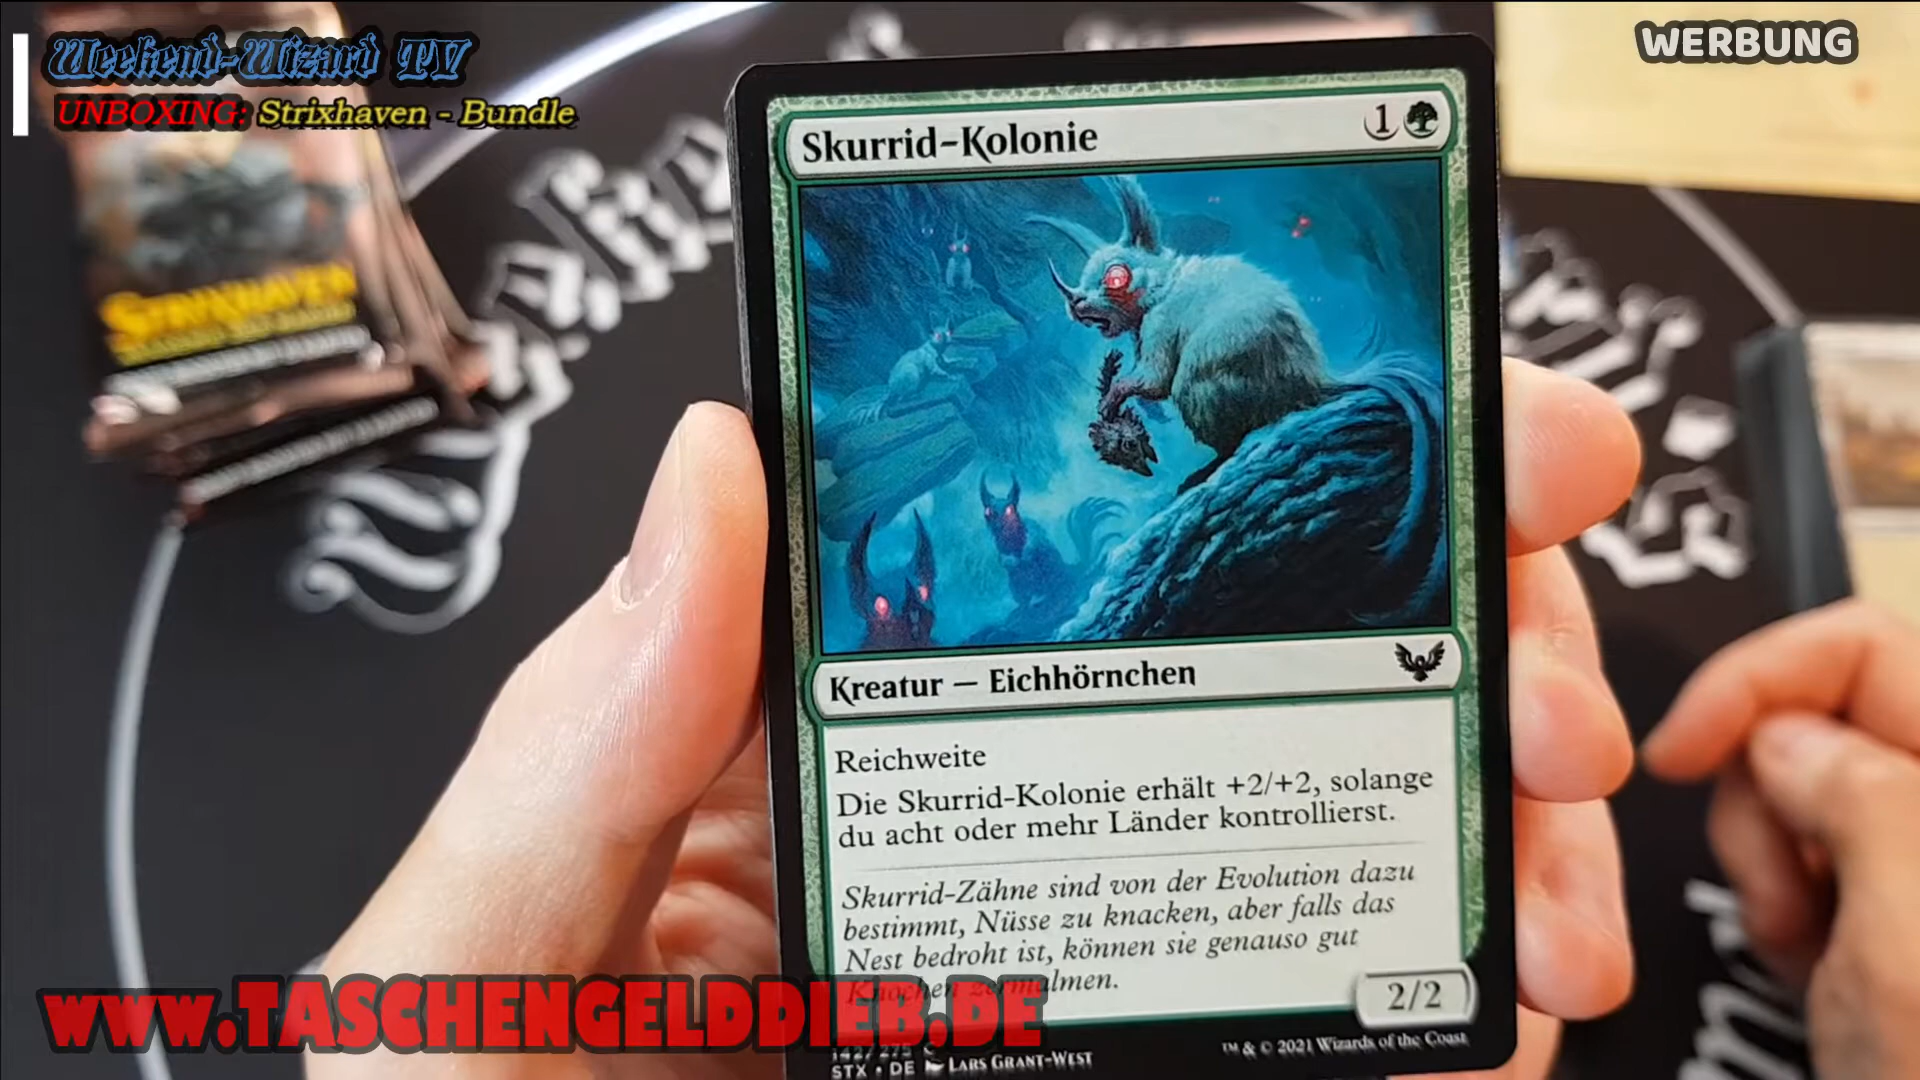 Weekend-Wizard TV
UNBOXING: Strixhaven - Bundle
WERBUNG
STRIXHAVEN
Skurrid-Kolonie
1
Kreatur — Eichhörnchen
Reichweite
Die Skurrid-Kolonie erhält +2/+2, solange
du acht oder mehr Länder kontrollierst.
Skurrid-Zähne sind von der Evolution dazu
bestimmt, Nüsse zu knacken, aber falls das
Nest bedroht ist, können sie genauso gut
Knochen zermalmen.
2/2
www.TASCHENGELDDIEB.DE
142/275 C
STX • DE LARS GRANT-WEST
™ & © 2021 Wizards of the Coast